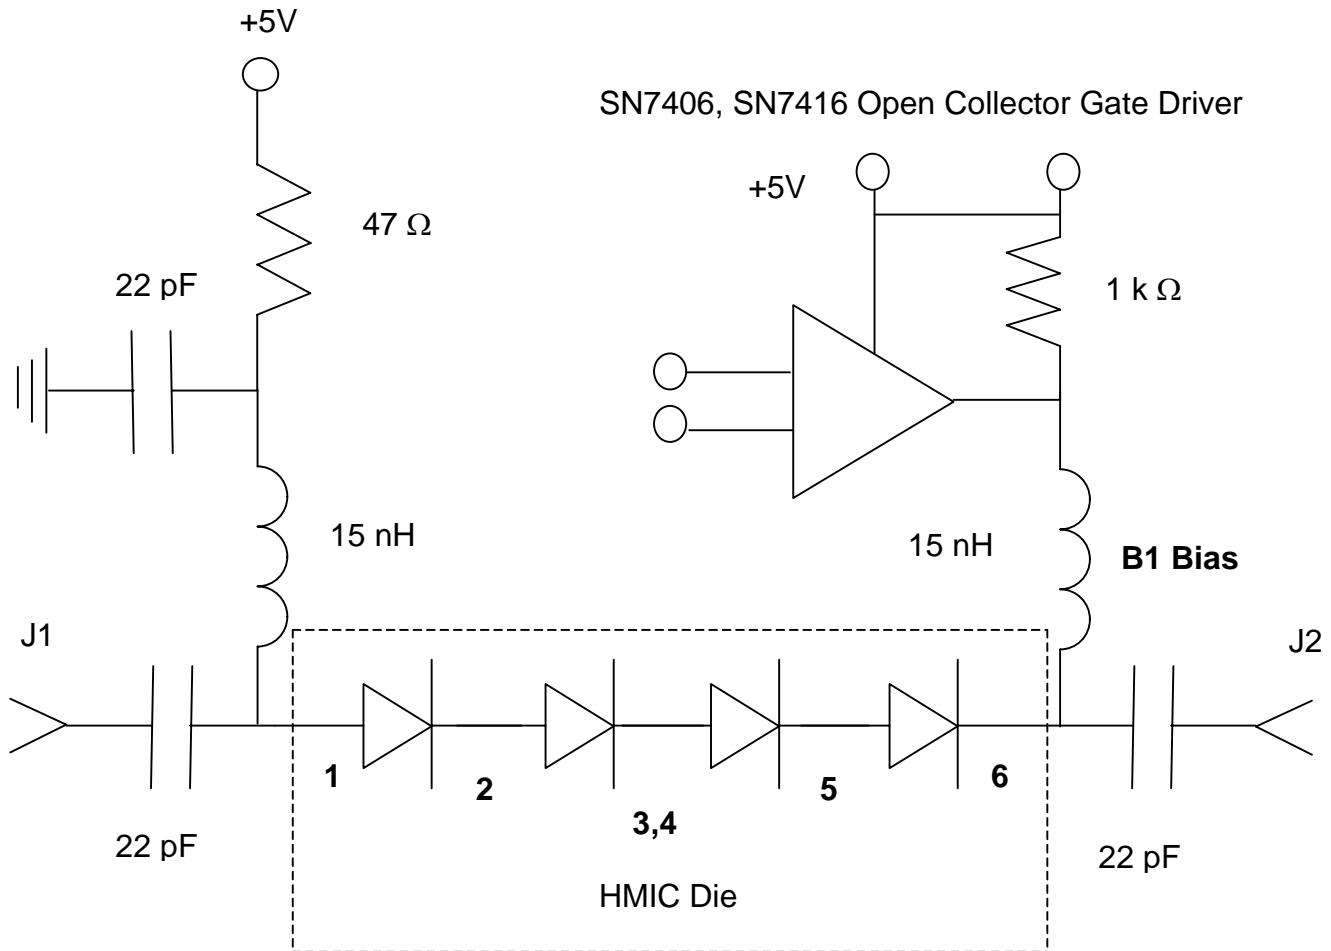 +5V
SN7406, SN7416 Open Collector Gate Driver
+5V
47 Ω
22 pF
1 k Ω
15 nH
15 nH
B1 Bias
J1
J2
1
2
3,4
5
6
22 pF
22 pF
HMIC Die